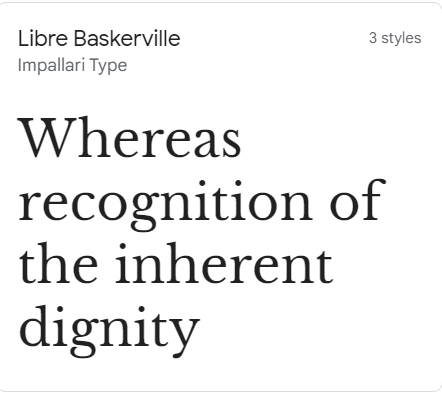 Libre Baskerville
3 styles
Impallari Type
Whereas
recognition of
the inherent
dignity